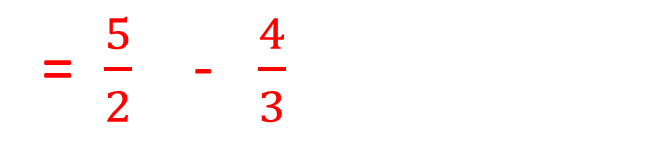 = 5/2 - 4/3